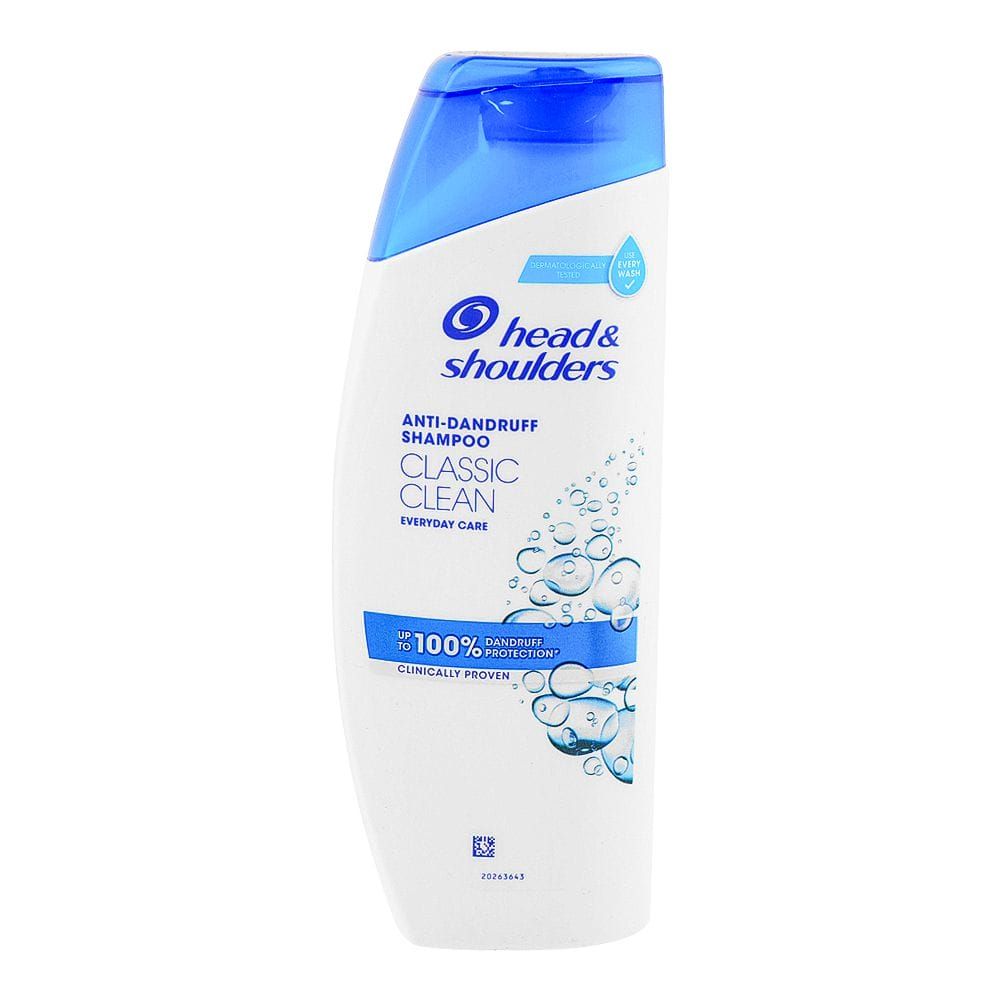 DERMATOLOGICALLY
TESTED
USE
EVERY
WASH
head &
shoulders
ANTI-DANDRUFF
SHAMPOO
CLASSIC
CLEAN
EVERYDAY CARE
UP
TO 100% DANDRUFF
PROTECTION*
CLINICALLY PROVEN
20263643